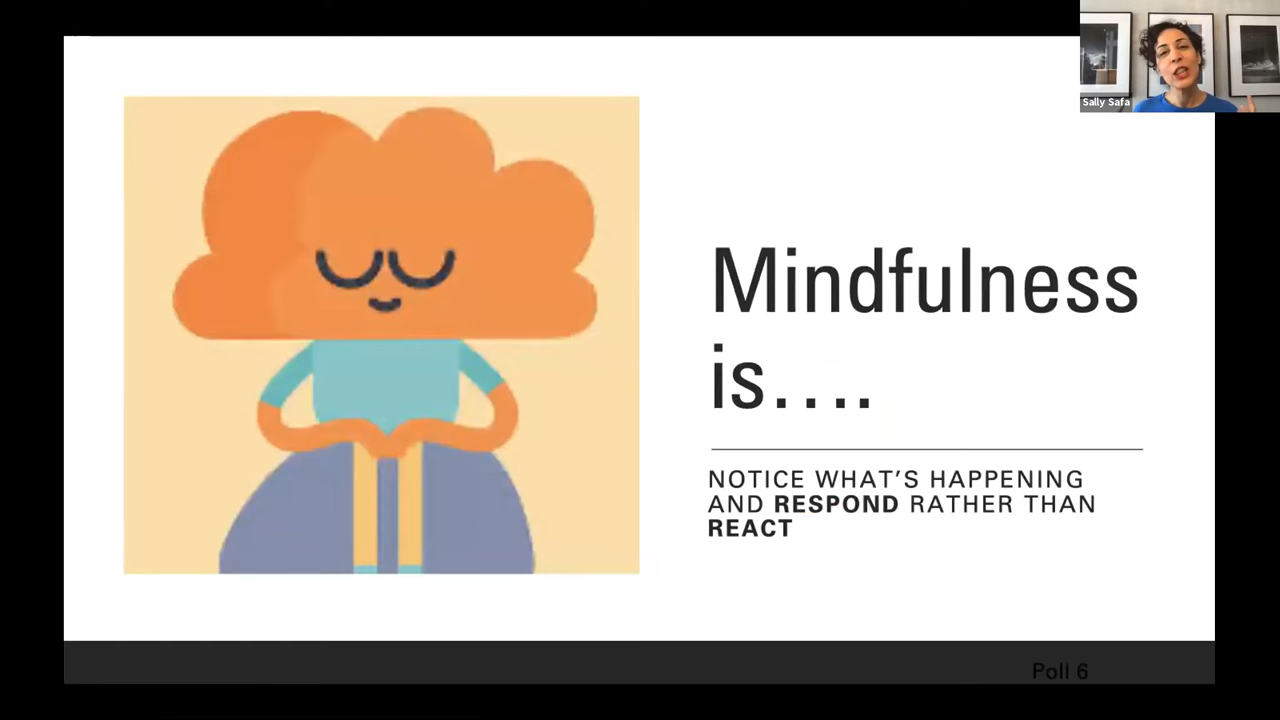 Sally Safa
Mindfulness
is....
NOTICE WHAT'S HAPPENING
AND RESPOND RATHER THAN
REACT
Poll 6